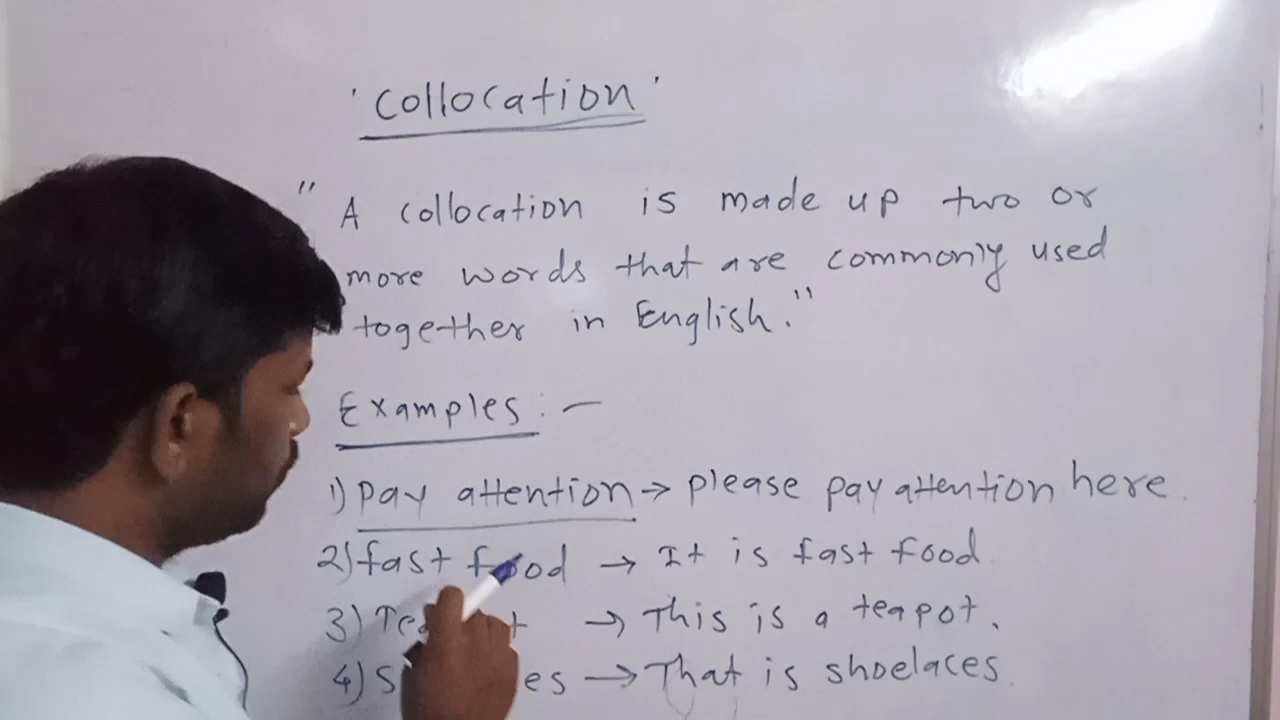 'Collocation'
" A collocation is made up two or
more words that are commonly used
together in English."
Examples :-
1) Pay attention → please pay attention here.
2) fast food → It is fast food.
3) → This is a teapot.
4) → That is shoelaces.